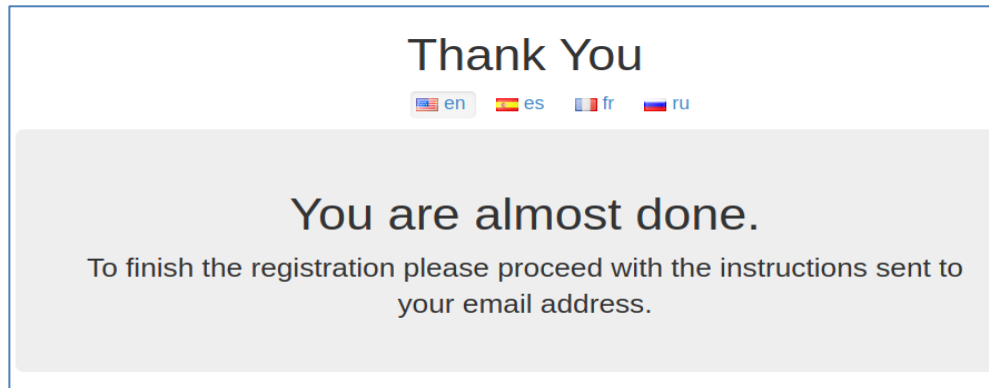 Thank You
en es fr ru
You are almost done.
To finish the registration please proceed with the instructions sent to
your email address.